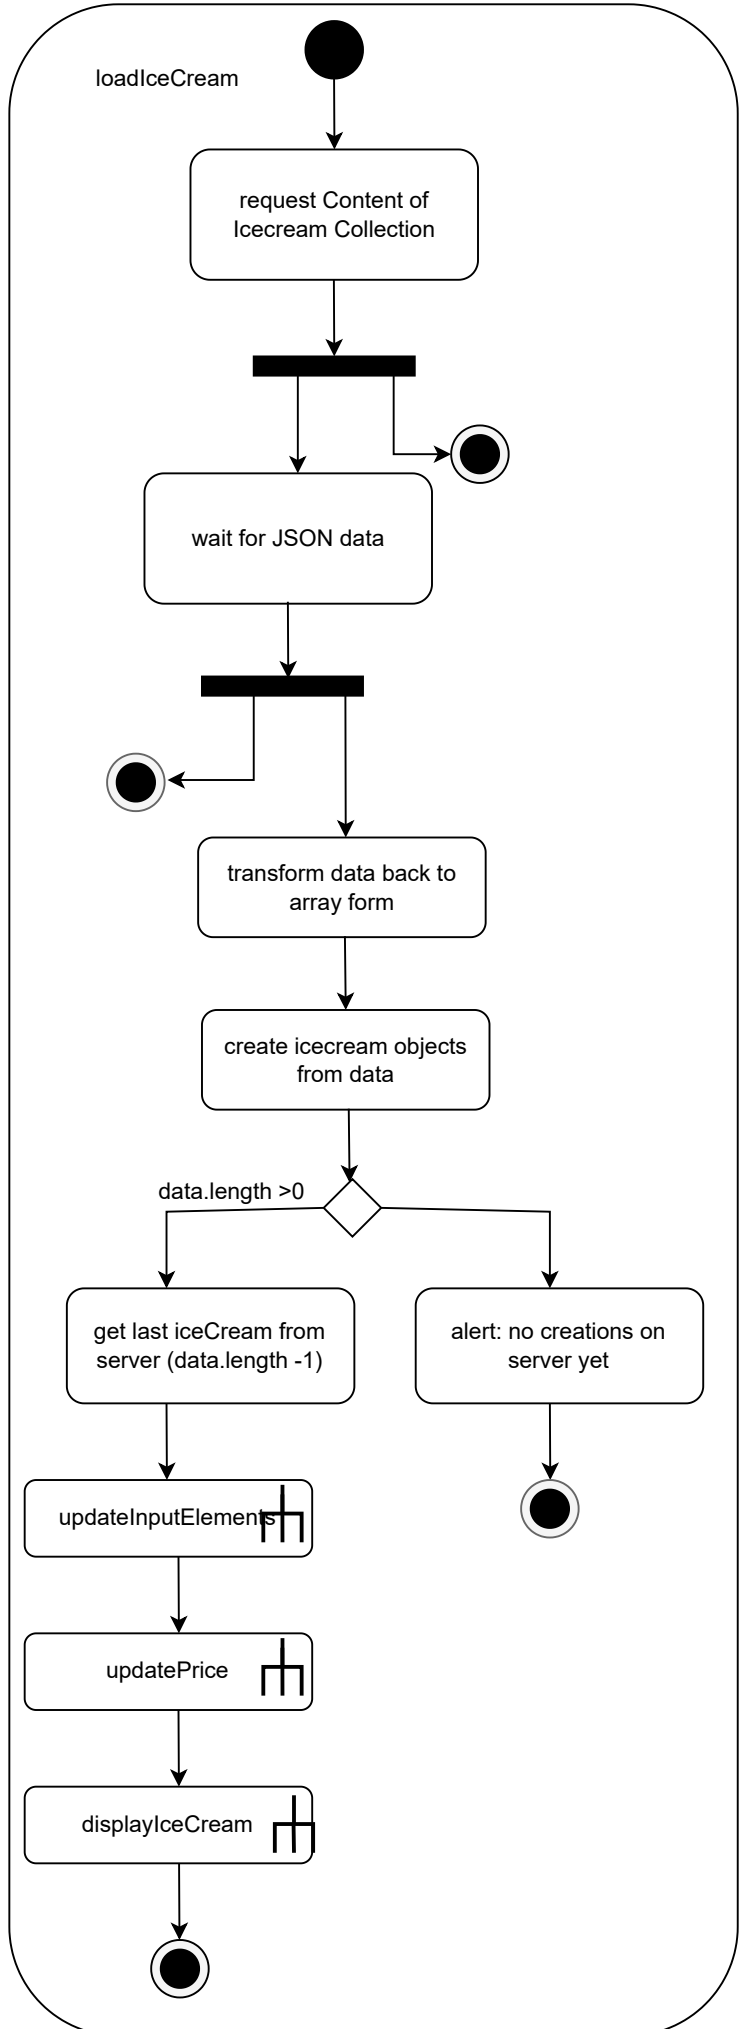 loadIceCream
request Content of
Icecream Collection
wait for JSON data
transform data back to
array form
create icecream objects
from data
data.length >0
get last iceCream from
server (data.length -1)
alert: no creations on
server yet
updateInputElements
updatePrice
displayIceCream